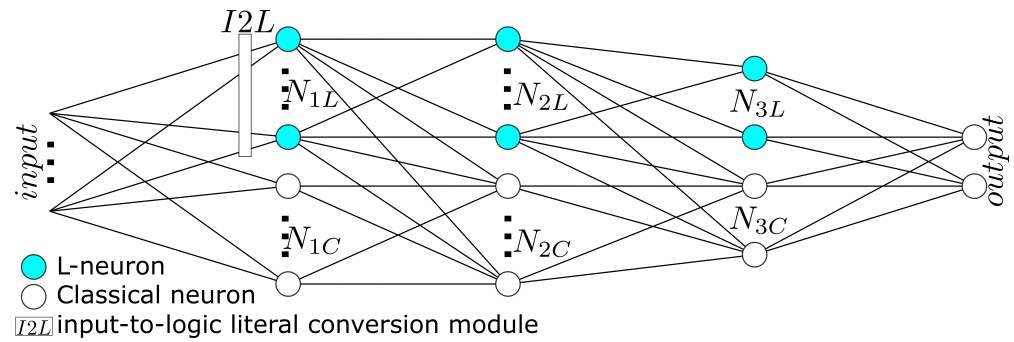 I2L
N1L
N2L
N3L
input
output
N1C
N2C
N3C
L-neuron
Classical neuron
I2L input-to-logic literal conversion module